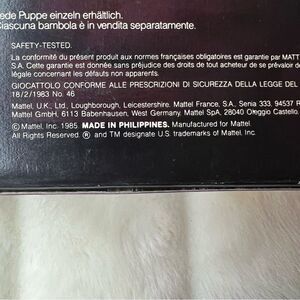 ede Puppe einzeln erhältlich.
Ciascuna bambola è in vendita separatamente.
SAFETY-TESTED.
La conformité du présent produit aux normes françaises obligatoires est garantie par MATT
S.A. Cette garantie est donnée sans préjudice des droits de tout acheteur de se prévaloir de
légale concernant les défauts non apparents.
GIOCATTOLO CONFORME ALLE PRESCRIZIONI DI SICUREZZA DELLA LEGGE DEL
18/2/1983 No. 46
Mattel, U.K., Ltd., Loughborough, Leicestershire. Mattel France, S.A., Senia 333, 94537 R
Mattel GmbH, 6113 Babenhausen, West Germany. Mattel SpA, 28040 Oleggio Castello.
© Mattel, Inc. 1985. MADE IN PHILIPPINES. Manufactured for Mattel.
All Rights Reserved. ® and TM designate U.S. trademarks of Mattel, Inc.